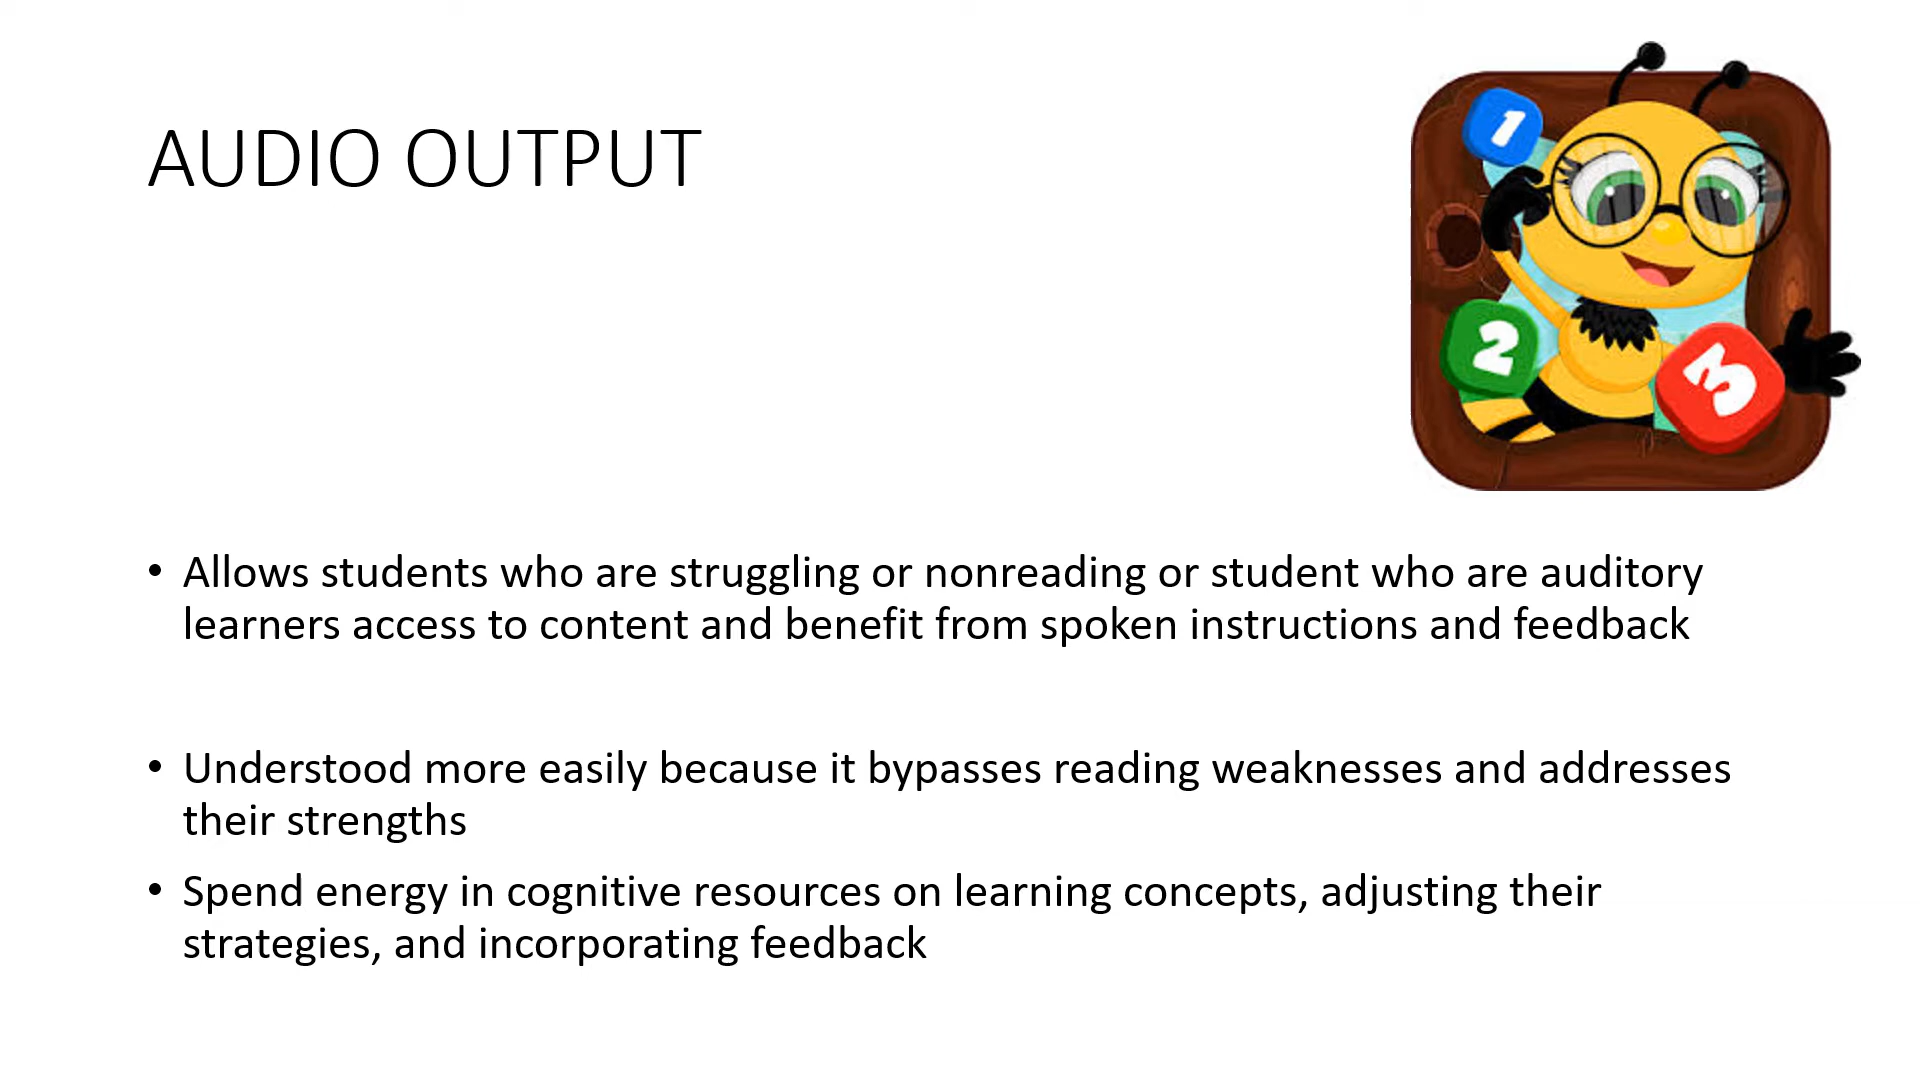 AUDIO OUTPUT
1
2
3
• Allows students who are struggling or nonreading or student who are auditory
learners access to content and benefit from spoken instructions and feedback
• Understood more easily because it bypasses reading weaknesses and addresses
their strengths
• Spend energy in cognitive resources on learning concepts, adjusting their
strategies, and incorporating feedback